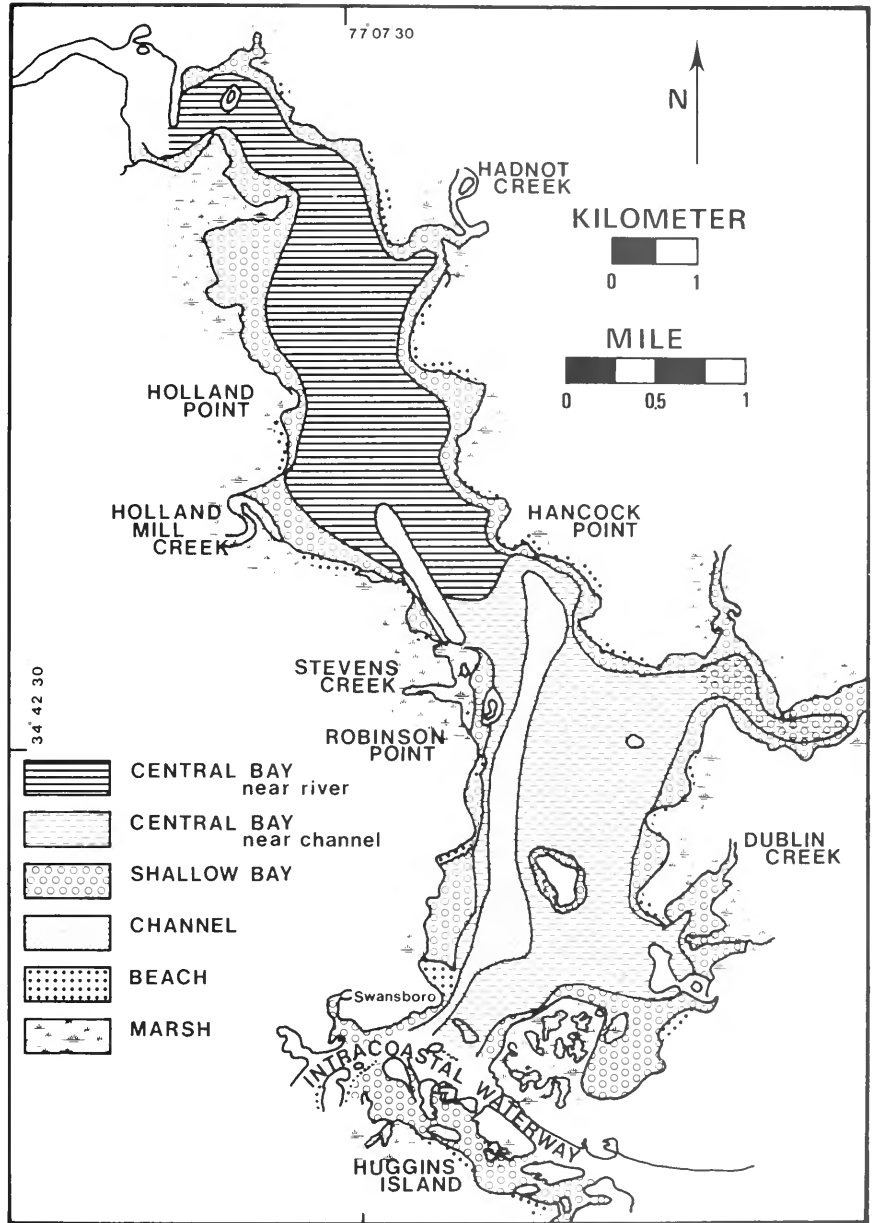 77° 07 30
N
HADNOT
CREEK
KILOMETER
0 1
MILE
0 0.5 1
HOLLAND
POINT
HOLLAND
MILL
CREEK
HANCOCK
POINT
STEVENS
CREEK
34° 42 30
ROBINSON
POINT
CENTRAL BAY
near river
CENTRAL BAY
near channel
SHALLOW BAY
CHANNEL
BEACH
MARSH
DUBLIN
CREEK
Swansboro
INTRACOASTAL WATERWAY
HUGGINS
ISLAND